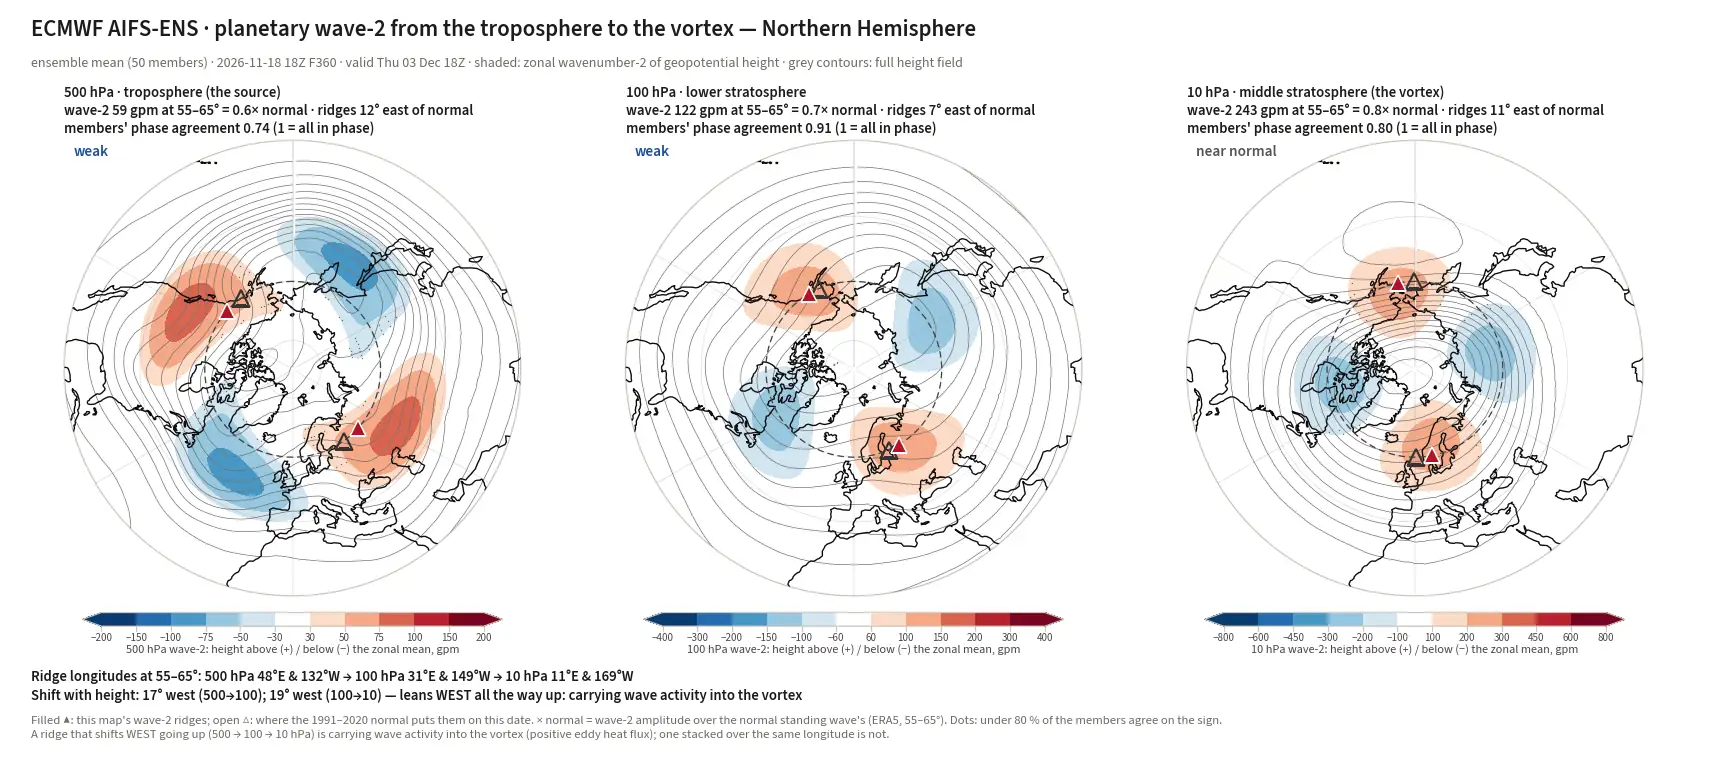 ECMWF AIFS-ENS · planetary wave-2 from the troposphere to the vortex — Northern Hemisphere
ensemble mean (50 members) · 2026-11-18 18Z F360 · valid Thu 03 Dec 18Z · shaded: zonal wavenumber-2 of geopotential height · grey contours: full height field
500 hPa · troposphere (the source)
wave-2 59 gpm at 55–65° = 0.6× normal · ridges 12° east of normal
members' phase agreement 0.74 (1 = all in phase)
weak
100 hPa · lower stratosphere
wave-2 122 gpm at 55–65° = 0.7× normal · ridges 7° east of normal
members' phase agreement 0.91 (1 = all in phase)
weak
10 hPa · middle stratosphere (the vortex)
wave-2 243 gpm at 55–65° = 0.8× normal · ridges 11° east of normal
members' phase agreement 0.80 (1 = all in phase)
near normal
−200 −150 −100 −75 −50 −30 30 50 75 100 150 200
500 hPa wave-2: height above (+) / below (−) the zonal mean, gpm
−400 −300 −200 −150 −100 −60 60 100 150 200 300 400
100 hPa wave-2: height above (+) / below (−) the zonal mean, gpm
−800 −600 −450 −300 −200 −100 100 200 300 450 600 800
10 hPa wave-2: height above (+) / below (−) the zonal mean, gpm
Ridge longitudes at 55–65°: 500 hPa 48°E & 132°W → 100 hPa 31°E & 149°W → 10 hPa 11°E & 169°W
Shift with height: 17° west (500→100); 19° west (100→10) — leans WEST all the way up: carrying wave activity into the vortex
Filled ▲: this map's wave-2 ridges; open △: where the 1991–2020 normal puts them on this date. × normal = wave-2 amplitude over the normal standing wave's (ERA5, 55–65°). Dots: under 80 % of the members agree on the sign.
A ridge that shifts WEST going up (500 → 100 → 10 hPa) is carrying wave activity into the vortex (positive eddy heat flux); one stacked over the same longitude is not.